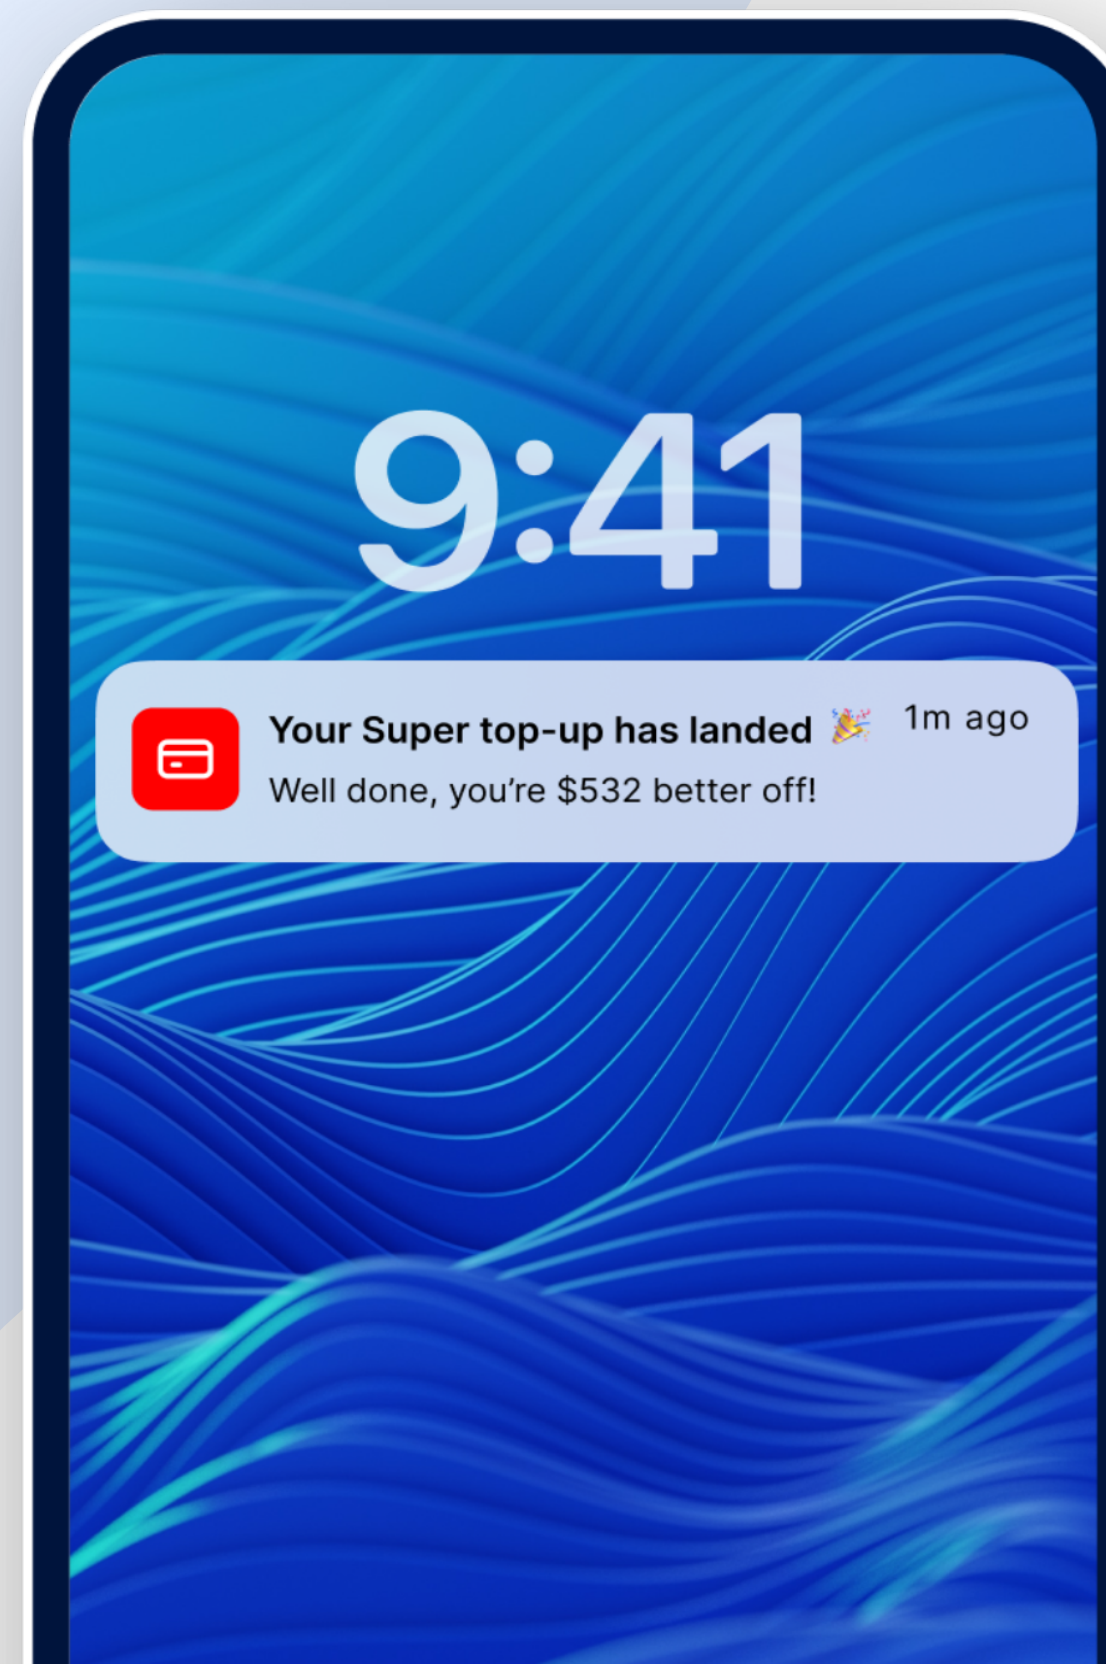 9:41
Your Super top-up has landed 🎉 1m ago
Well done, you’re $532 better off!